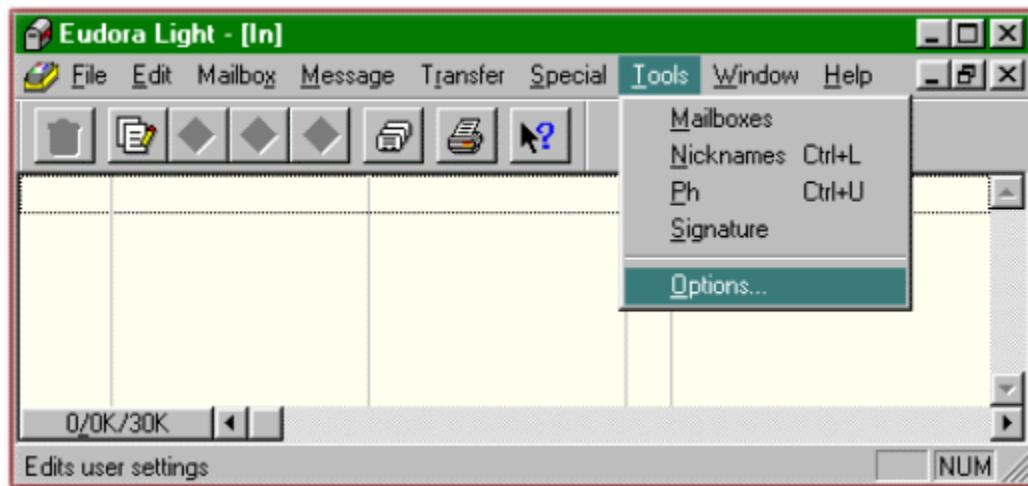 Eudora Light - [In]
File Edit Mailbox Message Transfer Special Tools Window Help
?
Mailboxes
Nicknames Ctrl+L
Ph Ctrl+U
Signature
Options...
0/0K/30K
Edits user settings NUM